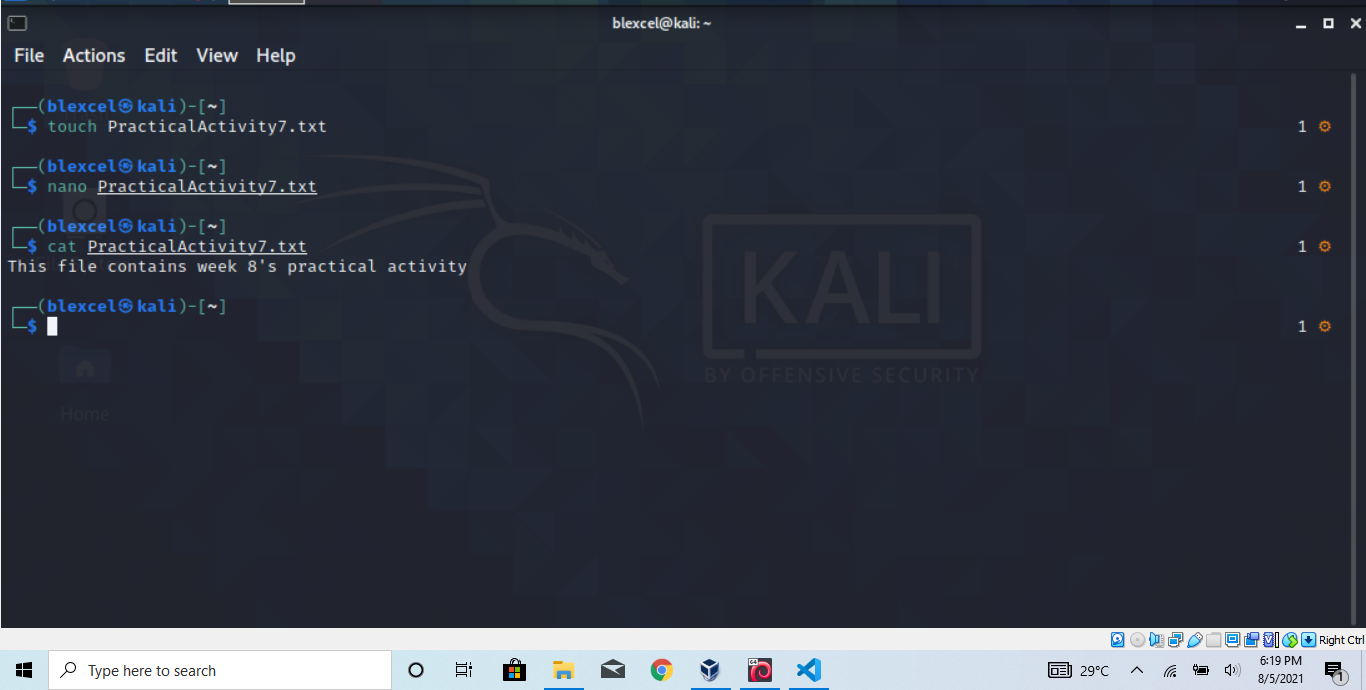 blexcel@kali: ~
File Actions Edit View Help
┌──(blexcel㉿kali)-[~]
└─$ touch PracticalActivity7.txt 1 ⚙
┌──(blexcel㉿kali)-[~]
└─$ nano PracticalActivity7.txt 1 ⚙
┌──(blexcel㉿kali)-[~]
└─$ cat PracticalActivity7.txt 1 ⚙
This file contains week 8's practical activity
┌──(blexcel㉿kali)-[~]
└─$ 1 ⚙
KALI
BY OFFENSIVE SECURITY
Home
Right Ctrl
Type here to search
64
29°C
6:19 PM
8/5/2021
1